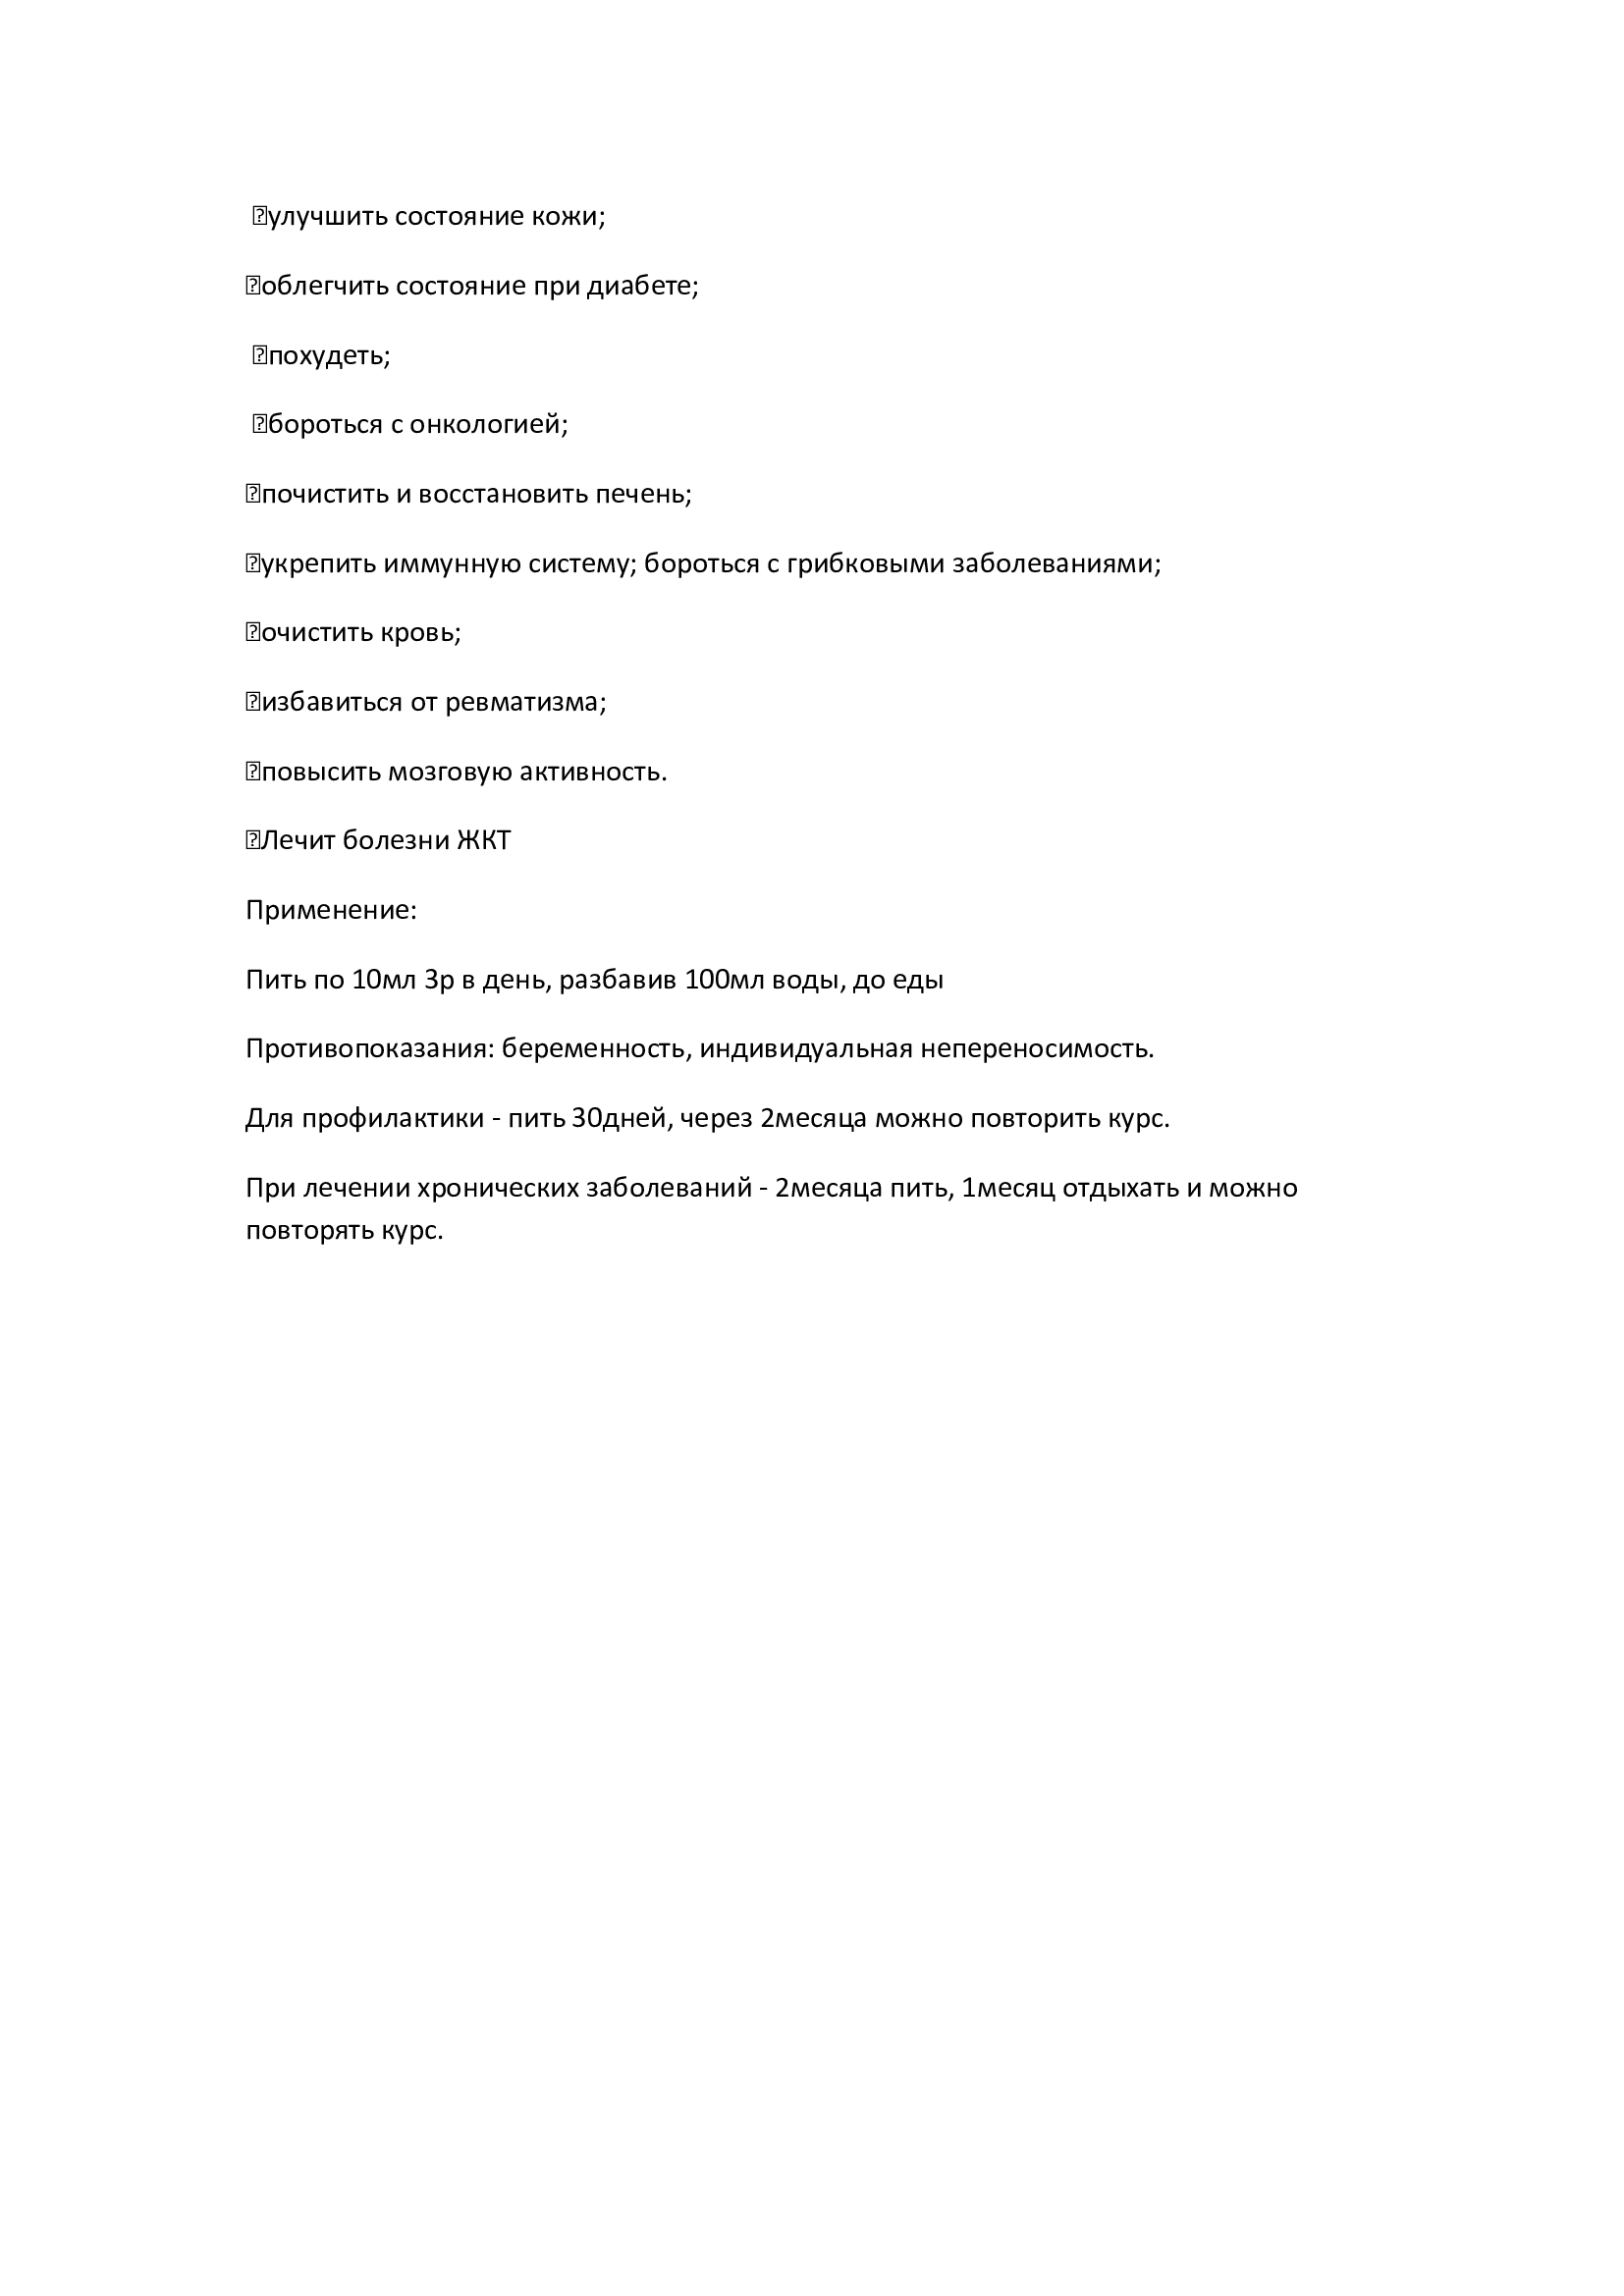 ⍰улучшить состояние кожи;
⍰облегчить состояние при диабете;
⍰похудеть;
⍰бороться с онкологией;
⍰почистить и восстановить печень;
⍰укрепить иммунную систему; бороться с грибковыми заболеваниями;
⍰очистить кровь;
⍰избавиться от ревматизма;
⍰повысить мозговую активность.
⍰Лечит болезни ЖКТ
Применение:
Пить по 10мл 3р в день, разбавив 100мл воды, до еды
Противопоказания: беременность, индивидуальная непереносимость.
Для профилактики - пить 30дней, через 2месяца можно повторить курс.
При лечении хронических заболеваний - 2месяца пить, 1месяц отдыхать и можно
повторять курс.